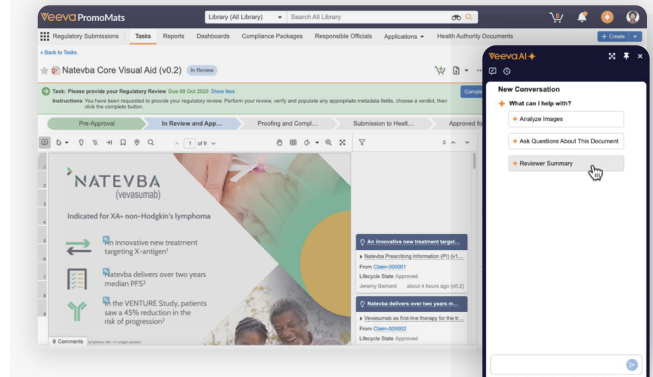 Veeva PromoMats
Library (All Library)
Search All Library
Regulatory Submissions
Tasks
Reports
Dashboards
Compliance Packages
Responsible Officials
Applications
Health Authority Documents
+ Create
< Back to Tasks
Natevba Core Visual Aid (v0.2)
In Review
Task: Please provide your Regulatory Review Due 08 Oct 2025 Show less
Comple
Instructions You have been requested to provide your regulatory review. Perform your review, verify and populate any appropriate metadata fields, choose a verdict, then
click the complete button.
Pre-Approval
In Review and App...
Proofing and Compl...
Submission to Healt...
Approved fo
1 of 9
3
NATEVBA
(vevasumab)
Indicated for XA+ non-Hodgkin's lymphoma
An innovative new treatment
targeting X-antigen¹
Natevba delivers over two years
median PFS²
In the VENTURE Study, patients
saw a 45% reduction in the
risk of progression²
8 Comments
An innovative new treatment target...
Natevba Prescribing Information (PI) (v1...
From Claim-000001
Lifecycle State Approved
Jeremy Barnant about 4 hours ago (v0.2)
Natevba delivers over two years m...
Vevasumab as first-line therapy for the tr...
From Claim-000002
Lifecycle State Approved
Veeva AI
New Conversation
What can I help with?
Analyze Images
Ask Questions About This Document
Reviewer Summary